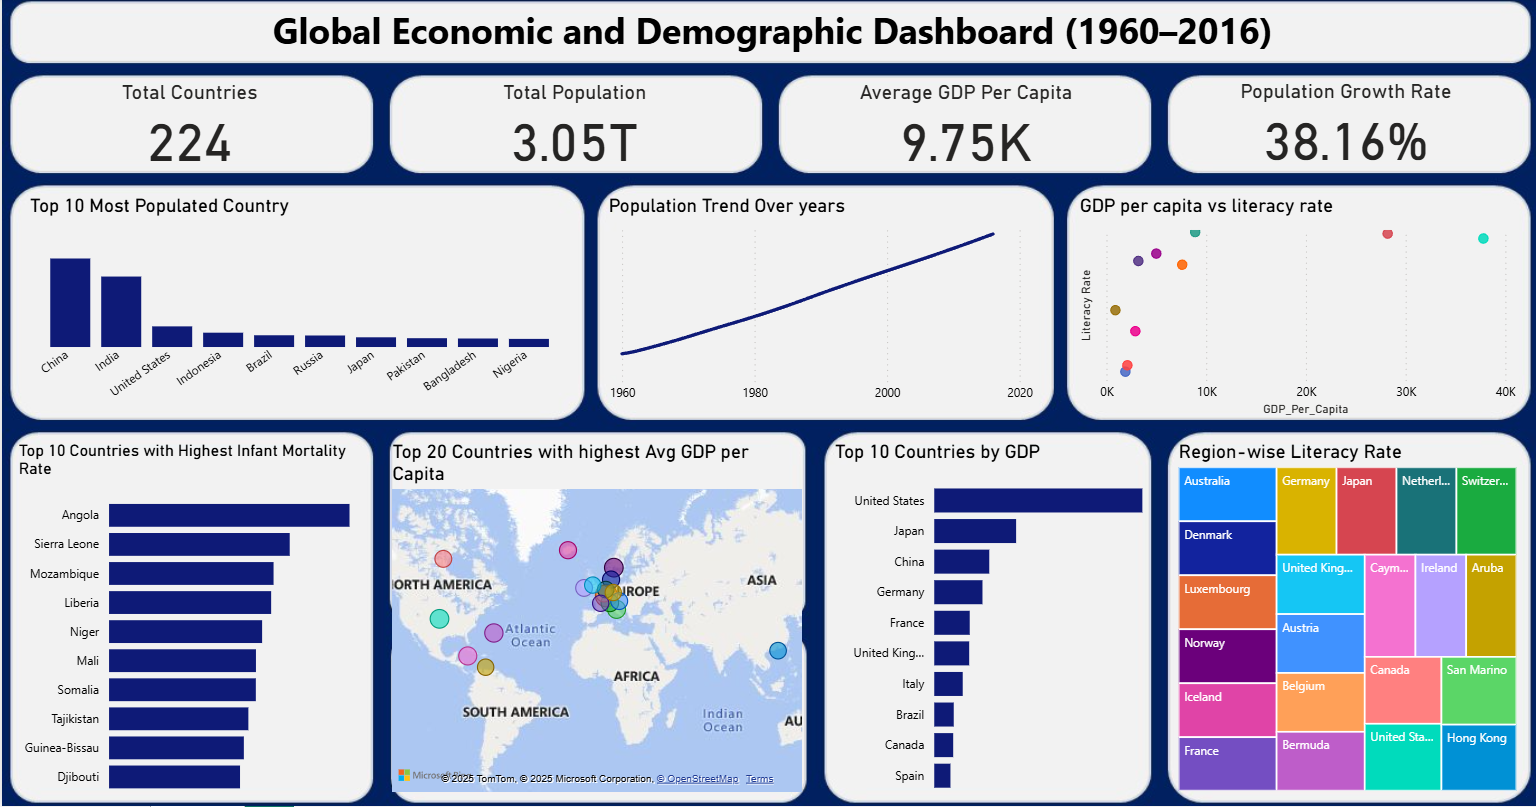 Global Economic and Demographic Dashboard (1960–2016)
Total Countries
224
Total Population
3.05T
Average GDP Per Capita
9.75K
Population Growth Rate
38.16%
Top 10 Most Populated Country
China
India
United States
Indonesia
Brazil
Russia
Japan
Pakistan
Bangladesh
Nigeria
Population Trend Over years
1960
1980
2000
2020
GDP per capita vs literacy rate
Literacy Rate
0K
10K
20K
30K
40K
GDP_Per_Capita
Top 10 Countries with Highest Infant Mortality
Rate
Angola
Sierra Leone
Mozambique
Liberia
Niger
Mali
Somalia
Tajikistan
Guinea-Bissau
Djibouti
Top 20 Countries with highest Avg GDP per
Capita
ORTH AMERICA
UROPE
ASIA
Atlantic
Ocean
AFRICA
SOUTH AMERICA
Indian
Ocean
AU
© 2025 TomTom, © 2025 Microsoft Corporation, © OpenStreetMap Terms
Top 10 Countries by GDP
United States
Japan
China
Germany
France
United King...
Italy
Brazil
Canada
Spain
Region-wise Literacy Rate
Australia
Denmark
Luxembourg
Norway
Iceland
France
Germany
Japan
Netherl...
Switzer...
United King...
Austria
Belgium
Bermuda
Caym...
Ireland
Aruba
Canada
San Marino
United Sta...
Hong Kong